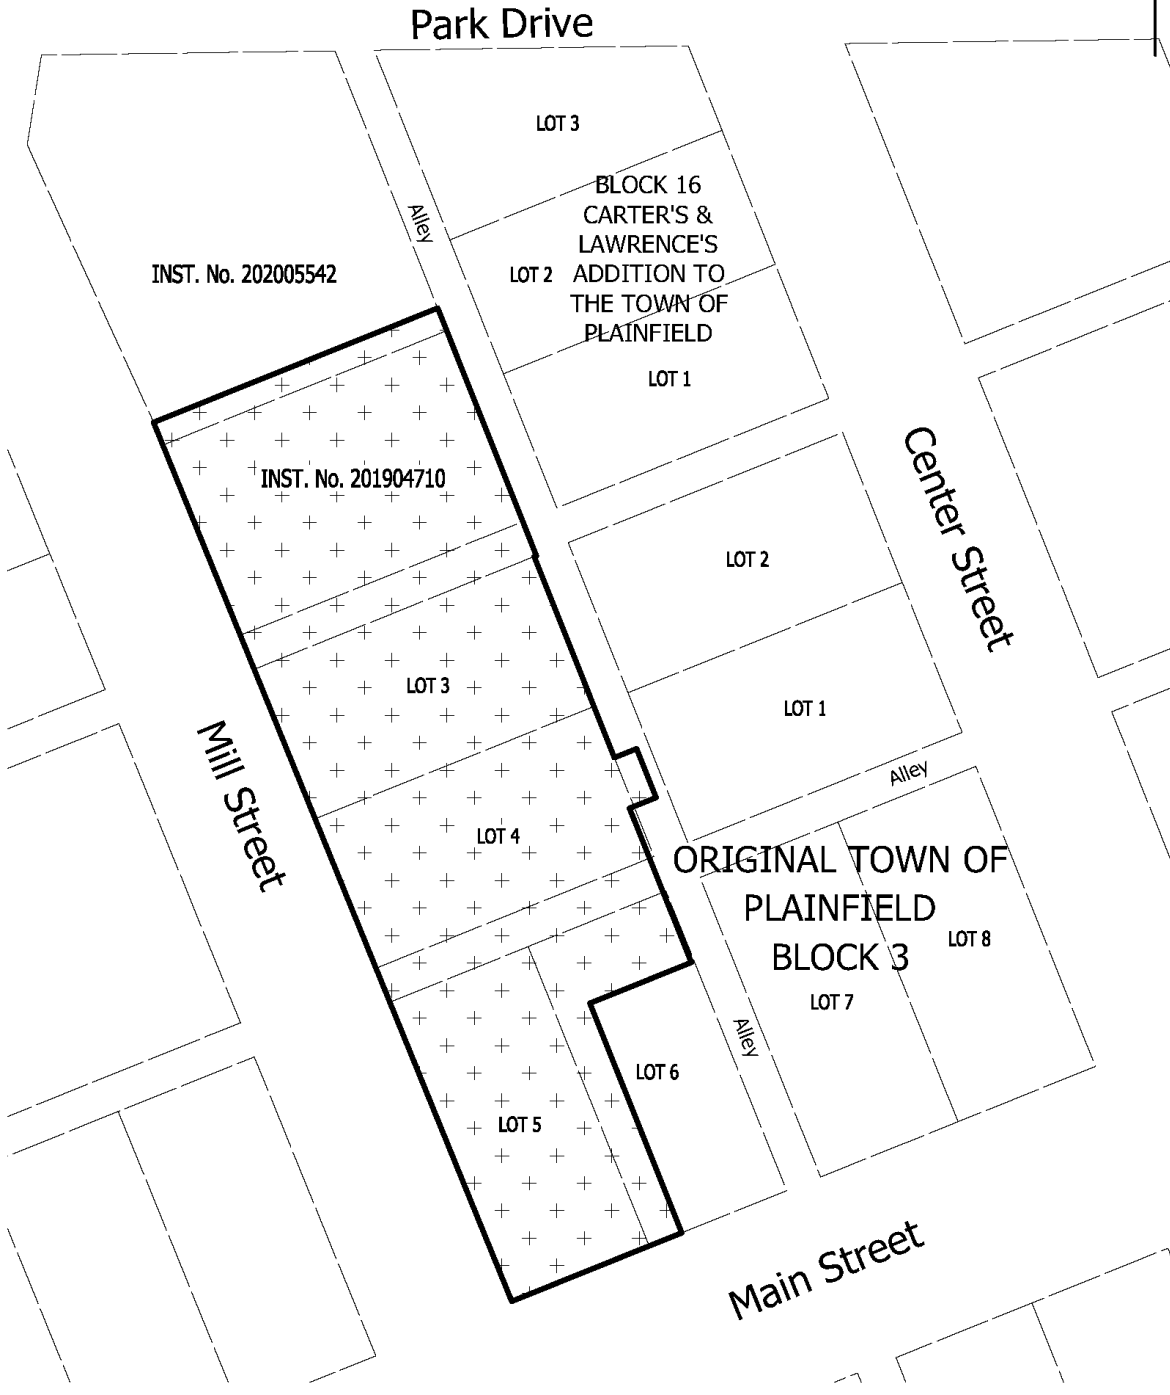 Park Drive
LOT 3
BLOCK 16
CARTER'S &
LAWRENCE'S
ADDITION TO
THE TOWN OF
PLAINFIELD
Alley
INST. No. 202005542
LOT 2
LOT 1
INST. No. 201904710
Center Street
LOT 2
LOT 3
LOT 1
Mill Street
Alley
LOT 4
ORIGINAL TOWN OF
PLAINFIELD
BLOCK 3
LOT 8
LOT 7
Alley
LOT 6
LOT 5
Main Street